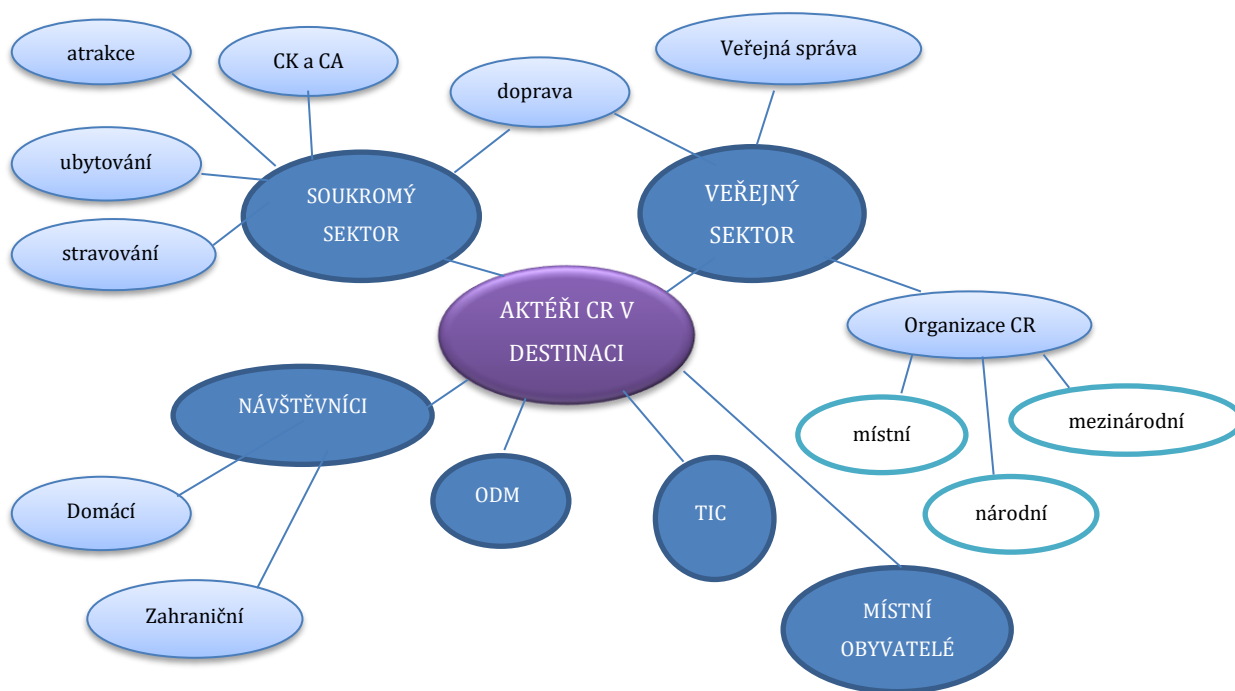 atrakce
CK a CA
Veřejná správa
doprava
ubytování
SOUKROMÝ
SEKTOR
VEŘEJNÝ
SEKTOR
stravování
AKTÉŘI CR V
DESTINACI
Organizace CR
NÁVŠTĚVNÍCI
místní
mezinárodní
Domácí
ODM
TIC
národní
Zahraniční
MÍSTNÍ
OBYVATELÉ